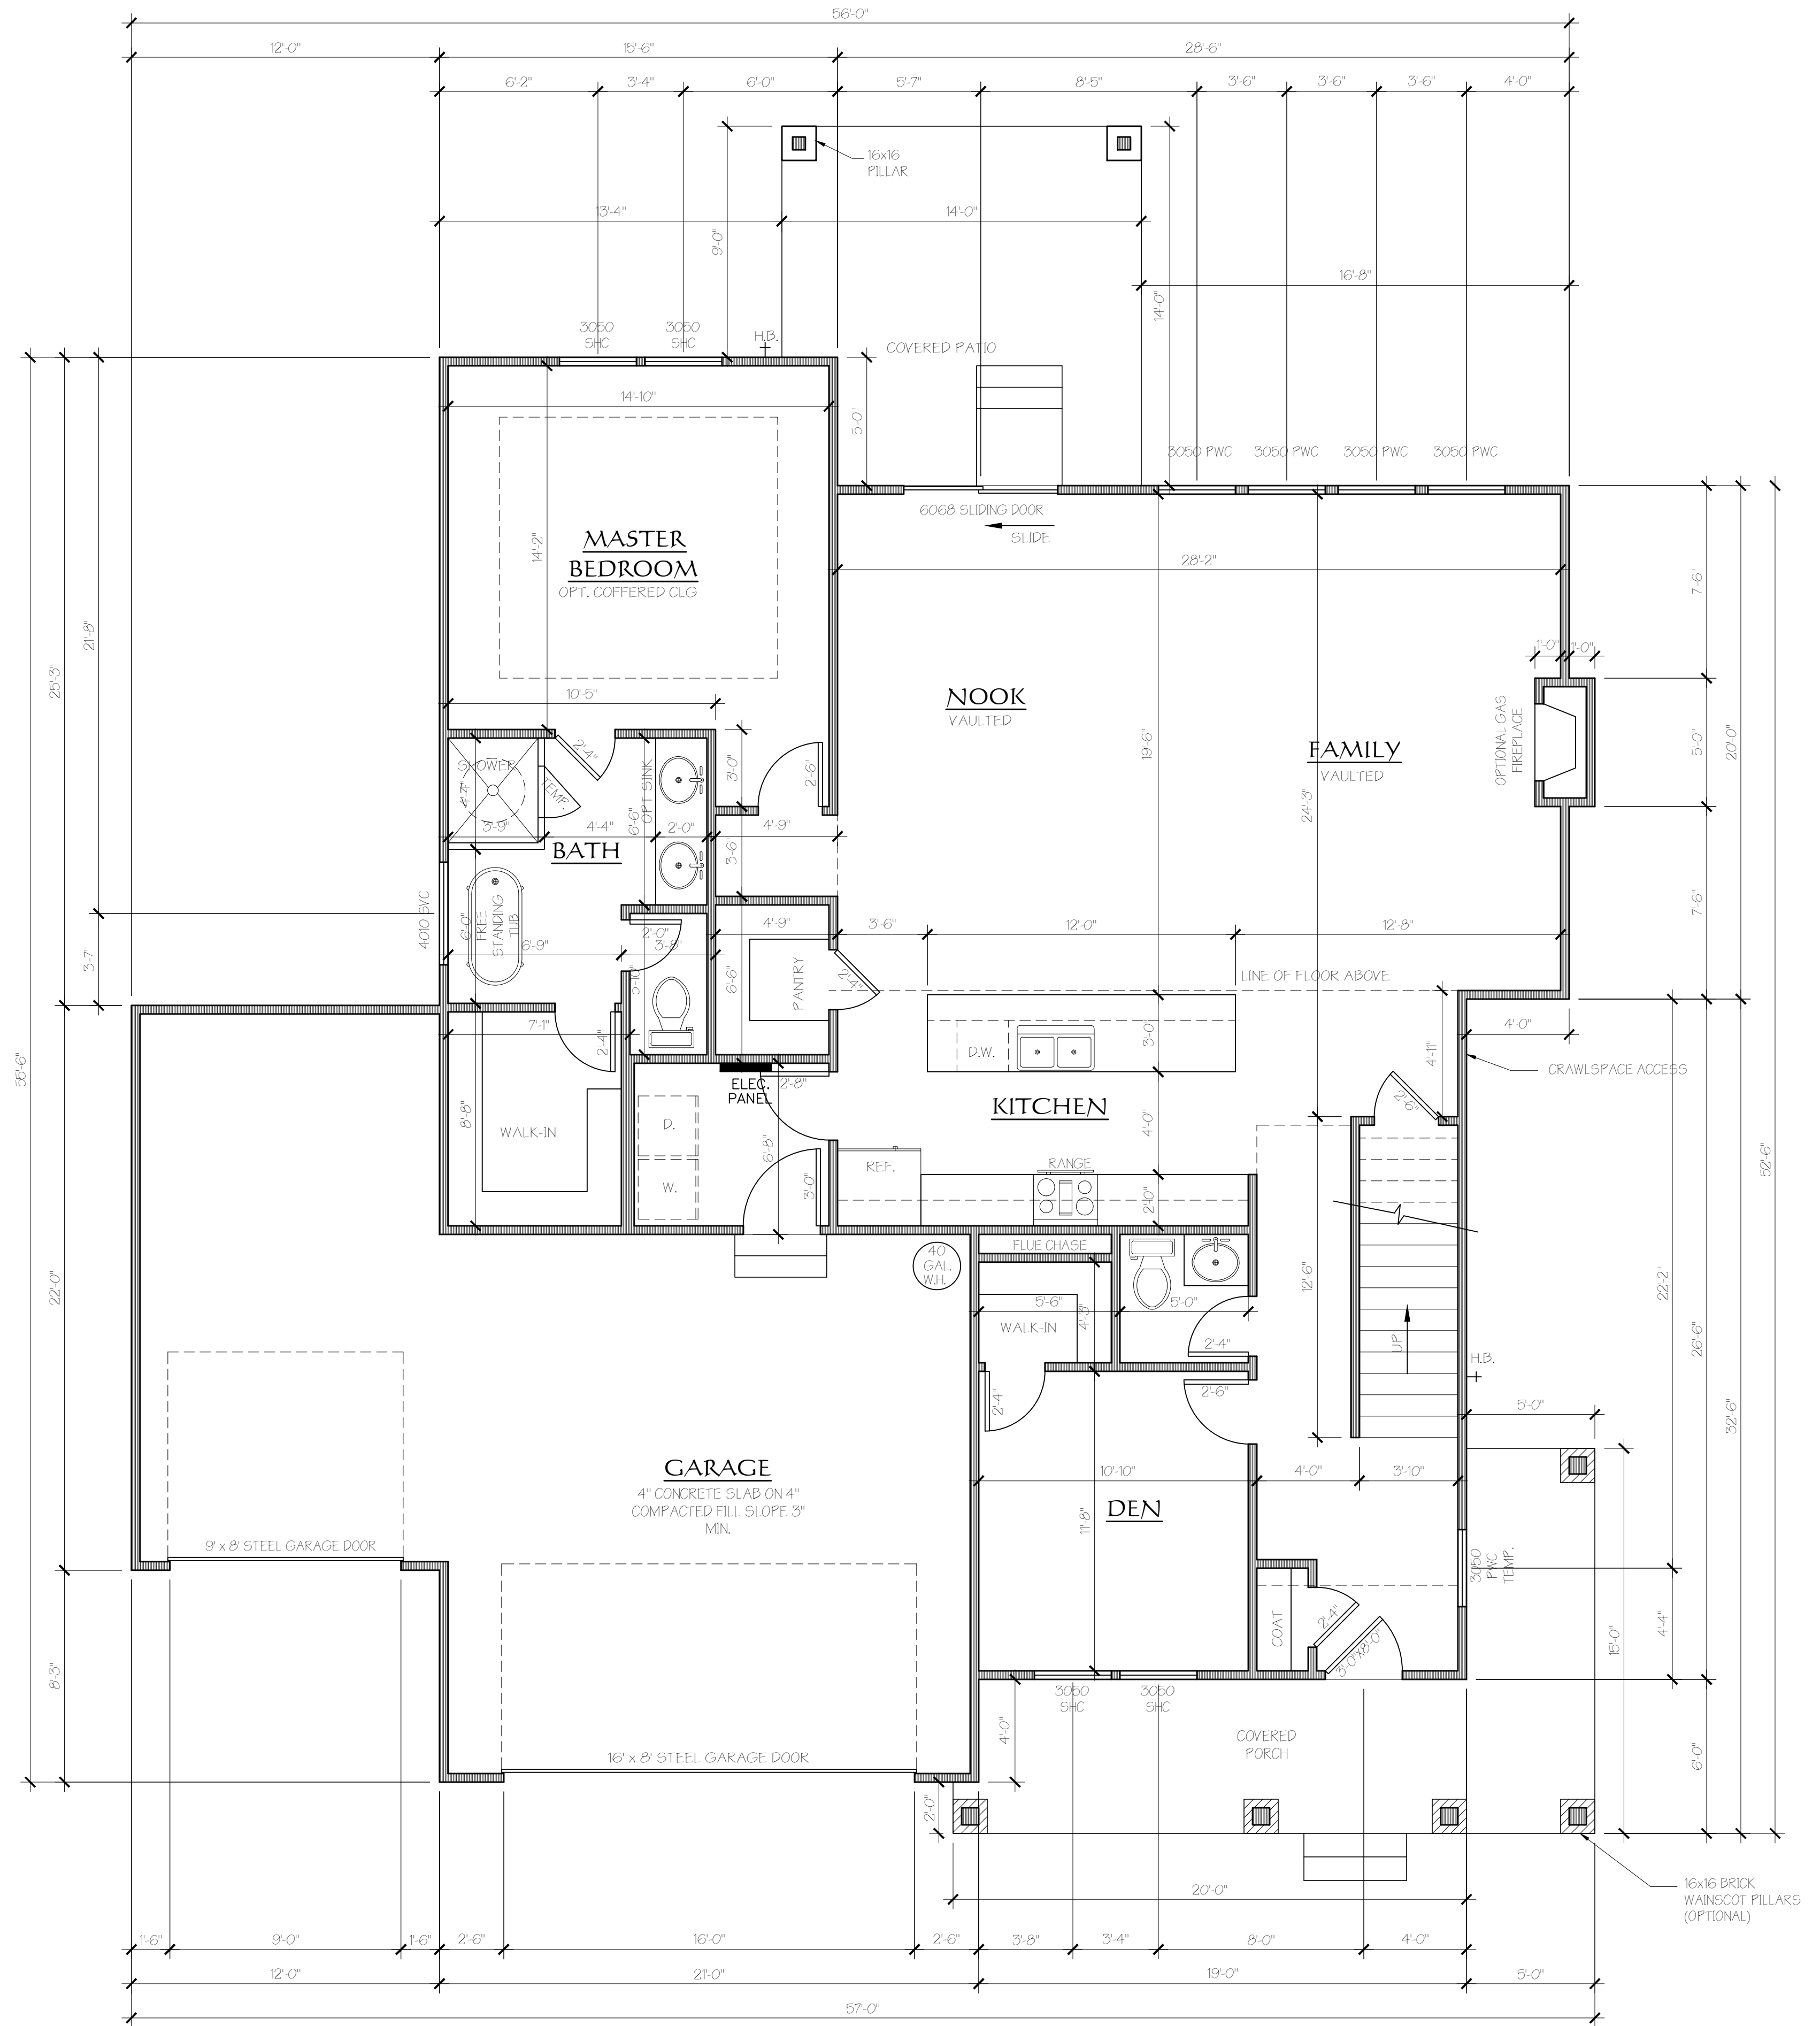 56'-0"
12'-0"
15'-6"
28'-6"
6'-2"
3'-4"
6'-0"
5'-7"
8'-5"
3'-6"
3'-6"
3'-6"
4'-0"
16x16
PILLAR
13'-4"
14'-0"
9'-0"
16'-8"
14'-0"
3050
SHC
3050
SHC
H.B.
COVERED PATIO
14'-10"
5'-0"
3050 PWC
3050 PWC
3050 PWC
3050 PWC
6068 SLIDING DOOR
SLIDE
MASTER
BEDROOM
OPT. COFFERED CLG
14'-2"
28'-2"
7'-6"
21'-8"
25'-3"
1'-0"
1'-0"
10'-5"
NOOK
VAULTED
FAMILY
VAULTED
19'-6"
24'-3"
OPTIONAL GAS
FIREPLACE
5'-0"
20'-0"
SHOWER
4'-4"
2'-4"
TEMP.
OPT SINK
6'-6"
3'-0"
2'-6"
3'-9"
4'-4"
2'-0"
4'-9"
BATH
3'-6"
4010 SVC
FREE
STANDING
TUB
6'-0"
6'-9"
2'-0"
3'-8"
5'-10"
4'-9"
6'-6"
PANTRY
2'-4"
3'-6"
12'-0"
12'-8"
7'-6"
3'-7"
LINE OF FLOOR ABOVE
4'-0"
4'-11"
CRAWLSPACE ACCESS
7'-1"
2'-4"
D.W.
3'-0"
ELEC.
PANEL
2'-8"
KITCHEN
2'-6"
55'-6"
8'-8"
WALK-IN
D.
W.
6'-8"
3'-0"
4'-0"
REF.
RANGE
2'-0"
52'-6"
FLUE CHASE
40
GAL.
W.H.
5'-6"
4'-3"
WALK-IN
5'-0"
2'-4"
12'-6"
UP
22'-2"
26'-6"
22'-0"
H.B.
2'-4"
2'-6"
5'-0"
32'-6"
GARAGE
4" CONCRETE SLAB ON 4"
COMPACTED FILL SLOPE 3"
MIN.
10'-10"
4'-0"
3'-10"
DEN
11'-8"
9' x 8' STEEL GARAGE DOOR
3050
PWC
TEMP.
COAT
2'-4"
3'-0"X8'-0"
15'-0"
4'-4"
8'-3"
3050
SHC
3050
SHC
4'-0"
COVERED
PORCH
16' x 8' STEEL GARAGE DOOR
6'-0"
2'-0"
20'-0"
16x16 BRICK
WAINSCOT PILLARS
(OPTIONAL)
1'-6"
9'-0"
1'-6"
2'-6"
16'-0"
2'-6"
3'-8"
3'-4"
8'-0"
4'-0"
12'-0"
21'-0"
19'-0"
5'-0"
57'-0"